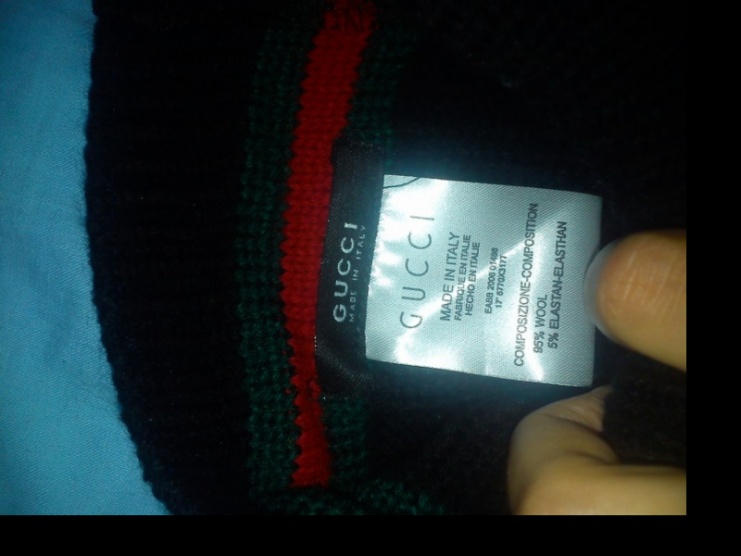 GUCCI
MADE IN ITALY
GUCCI
MADE IN ITALY
FABRIQUE EN ITALIE
HECHO EN ITALIE
COMPOSIZIONE-COMPOSITION
95% WOOL
5% ELASTAN-ELASTHAN